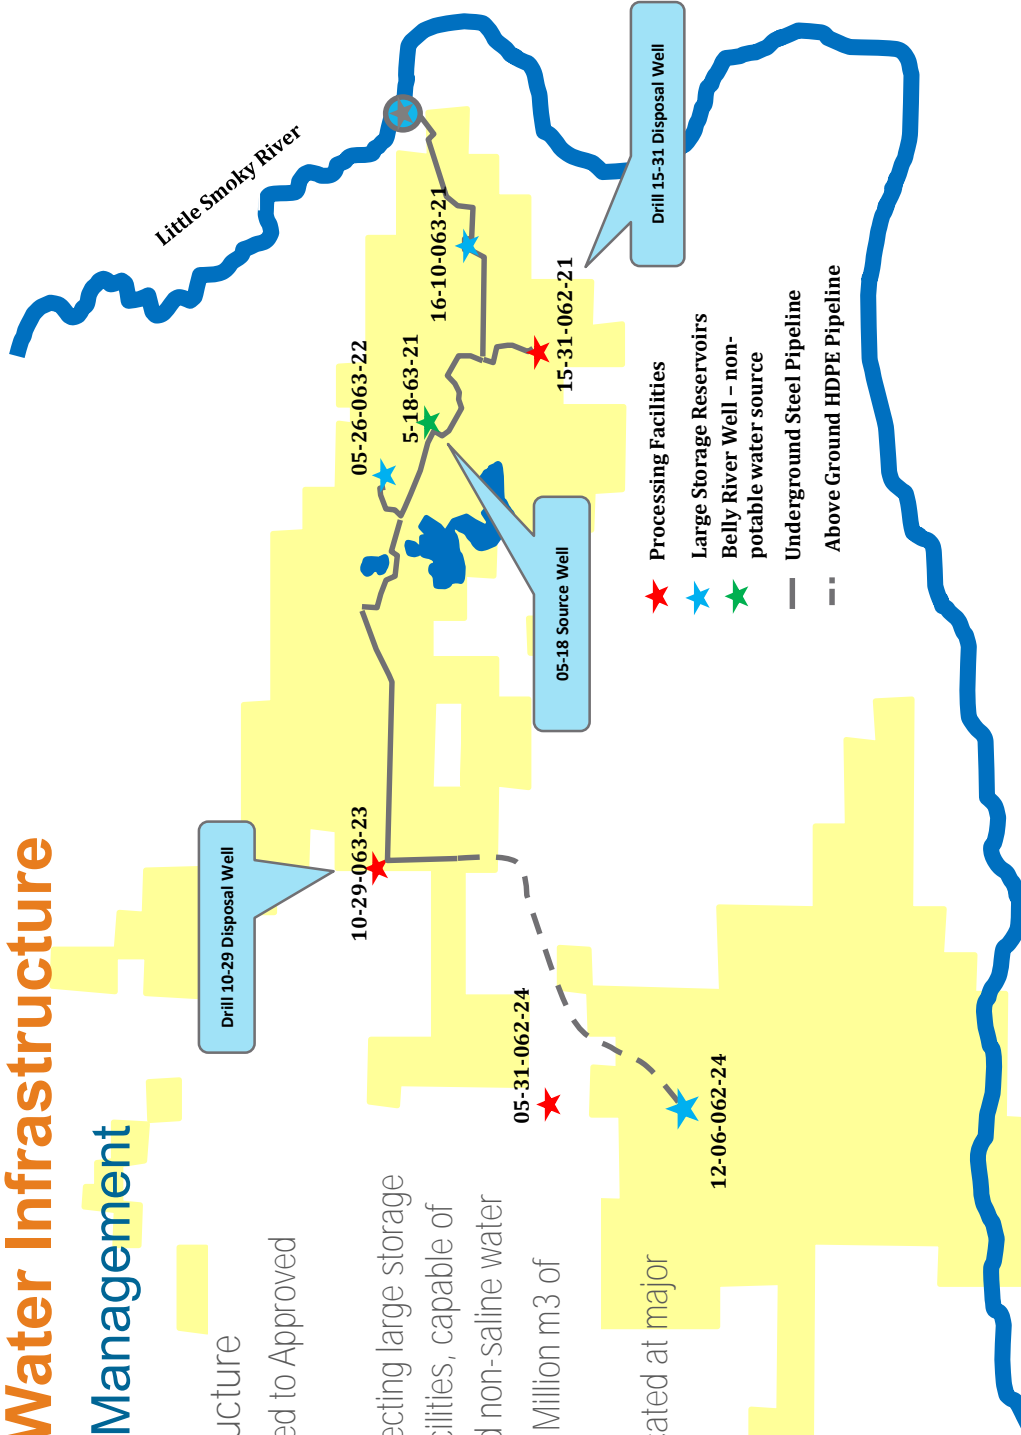 Water Infrastructure
Management
ucture
ed to Approved
ecting large storage
cilities, capable of
d non-saline water
Million m3 of
cated at major
Little Smoky River
Drill 10-29 Disposal Well
10-29-063-23
05-31-062-24
12-06-062-24
05-26-063-22
5-18-63-21
16-10-063-21
15-31-062-21
05-18 Source Well
Drill 15-31 Disposal Well
Processing Facilities
Large Storage Reservoirs
Belly River Well – non-
potable water source
Underground Steel Pipeline
Above Ground HDPE Pipeline